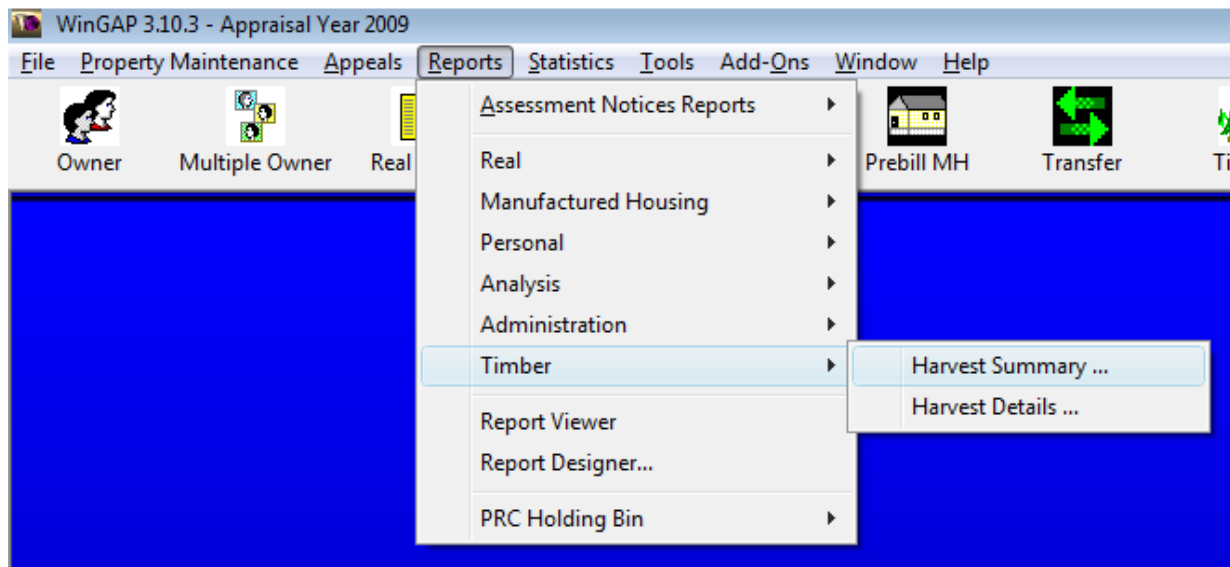 WinGAP 3.10.3 - Appraisal Year 2009
File Property Maintenance Appeals Reports Statistics Tools Add-Ons Window Help
Owner Multiple Owner Real Prebill MH Transfer Ti
Assessment Notices Reports
Real
Manufactured Housing
Personal
Analysis
Administration
Timber
Harvest Summary ...
Harvest Details ...
Report Viewer
Report Designer...
PRC Holding Bin